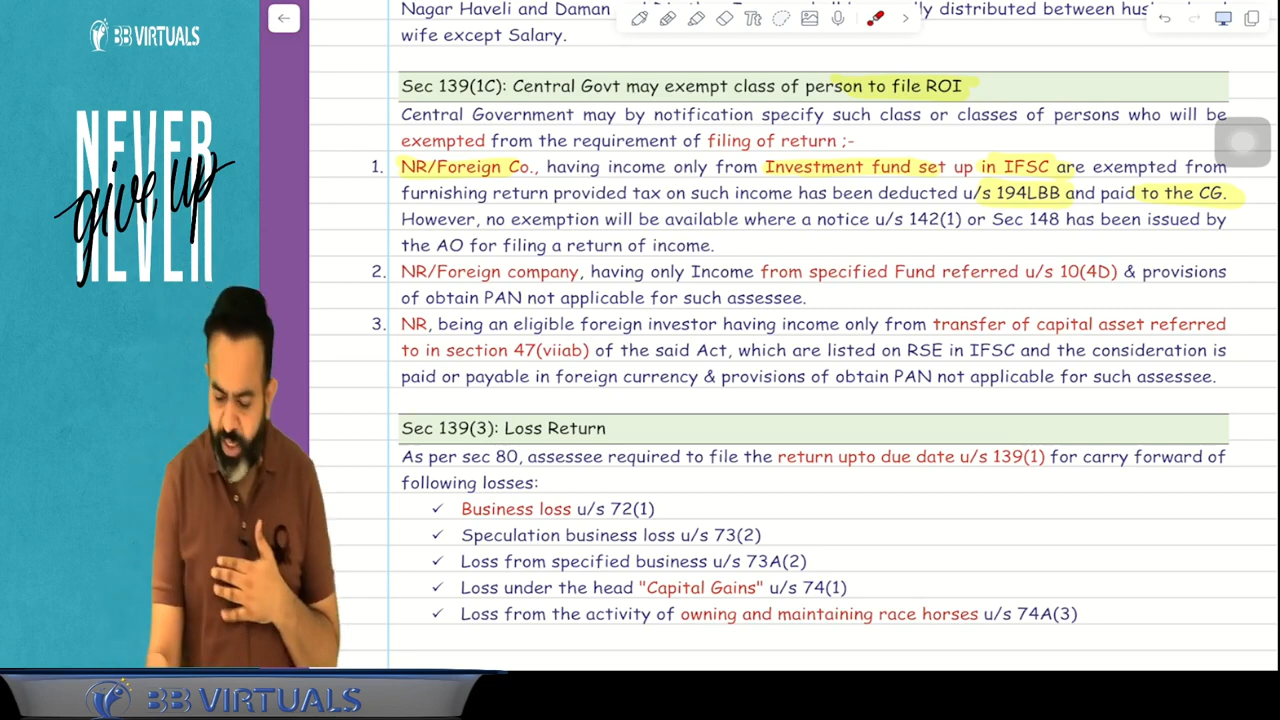 BB VIRTUALS
NEVER
give up
NEVER
Nagar Haveli and Daman
distributed between
wife except Salary.
Tt
Sec 139(1C): Central Govt may exempt class of person to file ROI
Central Government may by notification specify such class or classes of persons who will be
exempted from the requirement of filing of return ;-
1. NR/Foreign Co., having income only from Investment fund set up in IFSC are exempted from
furnishing return provided tax on such income has been deducted u/s 194LBB and paid to the CG.
However, no exemption will be available where a notice u/s 142(1) or Sec 148 has been issued by
the AO for filing a return of income.
2. NR/Foreign company, having only Income from specified Fund referred u/s 10(4D) & provisions
of obtain PAN not applicable for such assessee.
3. NR, being an eligible foreign investor having income only from transfer of capital asset referred
to in section 47(viiab) of the said Act, which are listed on RSE in IFSC and the consideration is
paid or payable in foreign currency & provisions of obtain PAN not applicable for such assessee.
Sec 139(3): Loss Return
As per sec 80, assessee required to file the return upto due date u/s 139(1) for carry forward of
following losses:
✓ Business loss u/s 72(1)
✓ Speculation business loss u/s 73(2)
✓ Loss from specified business u/s 73A(2)
✓ Loss under the head "Capital Gains" u/s 74(1)
✓ Loss from the activity of owning and maintaining race horses u/s 74A(3)
BB VIRTUALS